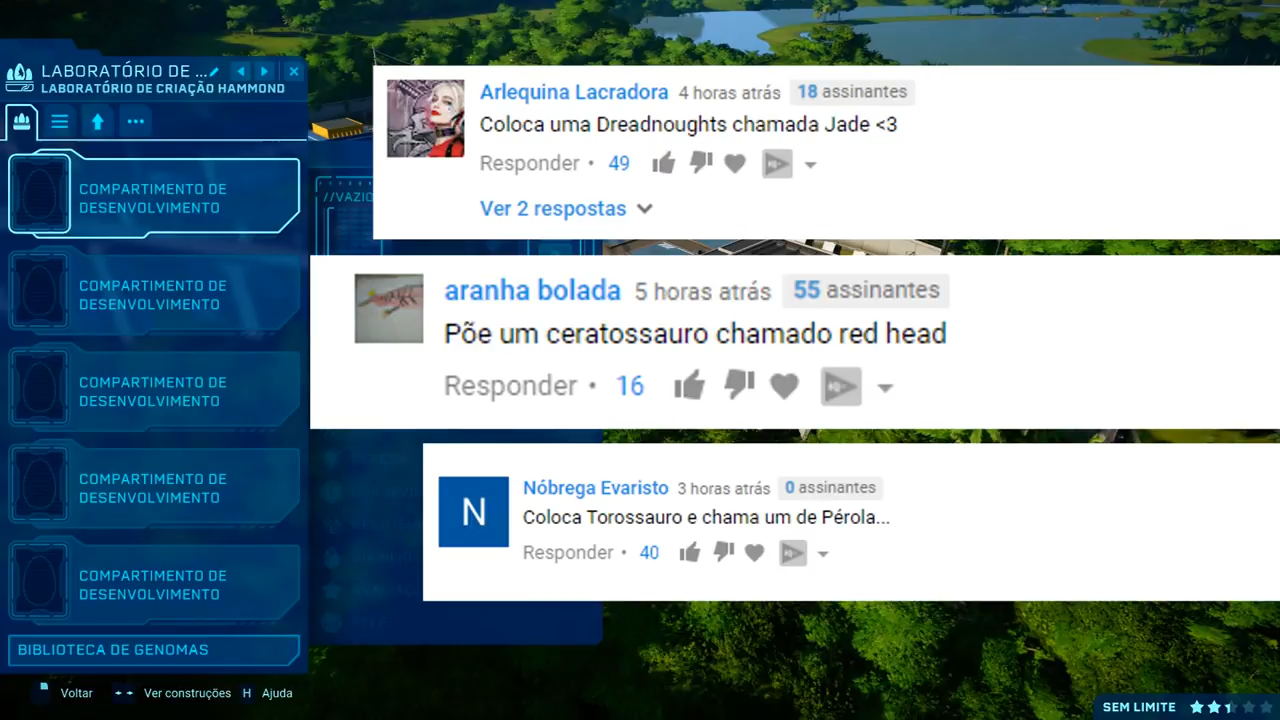 LABORATÓRIO DE ...
LABORATÓRIO DE CRIAÇÃO HAMMOND
COMPARTIMENTO DE
DESENVOLVIMENTO
COMPARTIMENTO DE
DESENVOLVIMENTO
COMPARTIMENTO DE
DESENVOLVIMENTO
COMPARTIMENTO DE
DESENVOLVIMENTO
COMPARTIMENTO DE
DESENVOLVIMENTO
BIBLIOTECA DE GENOMAS
Voltar Ver construções H Ajuda
//VAZIO
Arlequina Lacradora 4 horas atrás 18 assinantes
Coloca uma Dreadnoughts chamada Jade <3
Responder • 49
Ver 2 respostas
aranha bolada 5 horas atrás 55 assinantes
Põe um ceratossauro chamado red head
Responder • 16
N
Nóbrega Evaristo 3 horas atrás 0 assinantes
Coloca Torossauro e chama um de Pérola...
Responder • 40
SEM LIMITE